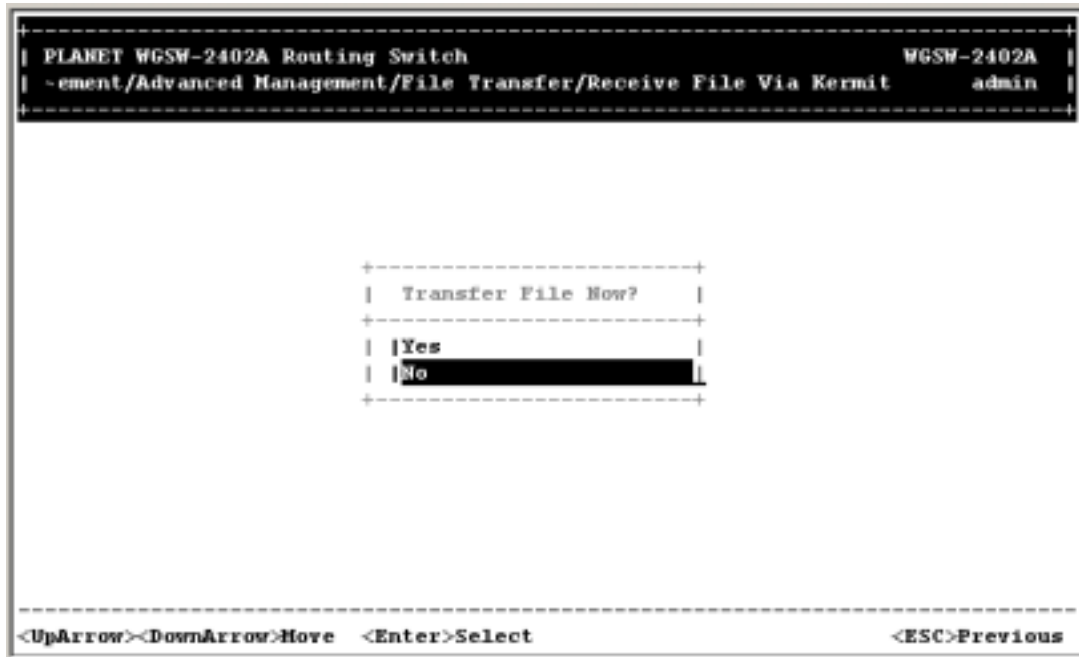 PLANET WGSW-2402A Routing Switch WGSW-2402A
~ement/Advanced Management/File Transfer/Receive File Via Kermit admin
Transfer File Now?
Yes
No
<UpArrow><DownArrow>Move <Enter>Select <ESC>Previous